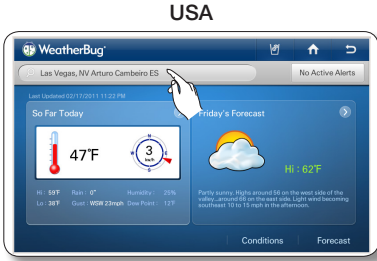 USA
WeatherBug
Las Vegas, NV Arturo Cambeiro ES
No Active Alerts
Last Updated 02/17/2011 11:22 PM
So Far Today
Friday's Forecast
47°F
N
W 3 E
km/h
S
Hi : 62°F
Hi : 59°F Rain : 0" Humidity : 25%
Lo : 38°F Gust : WSW 23mph Dew Point : 12°F
Partly sunny. Highs around 56 on the west side of the
valley...around 66 on the east side. Light wind becoming
southeast 10 to 15 mph in the afternoon.
Conditions Forecast